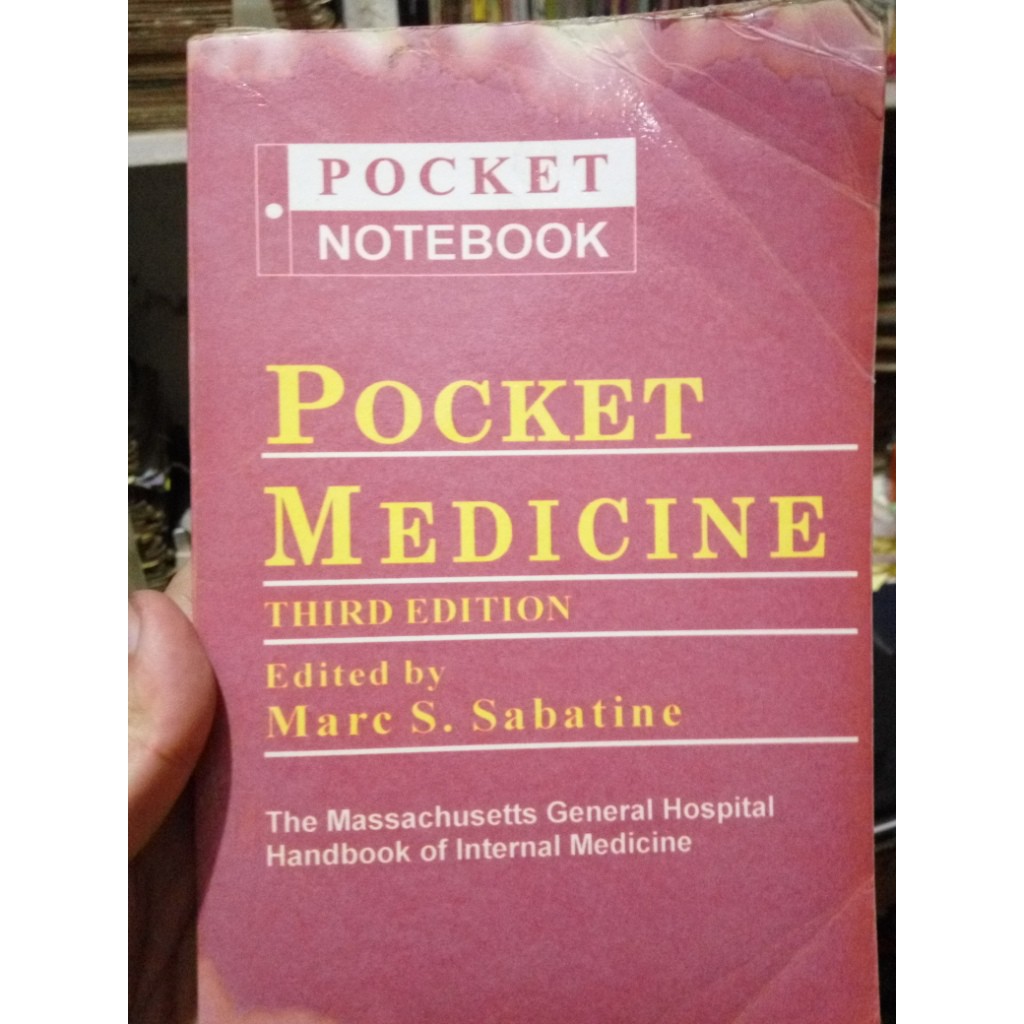 POCKET
NOTEBOOK
POCKET
MEDICINE
THIRD EDITION
Edited by
Marc S. Sabatine
The Massachusetts General Hospital
Handbook of Internal Medicine